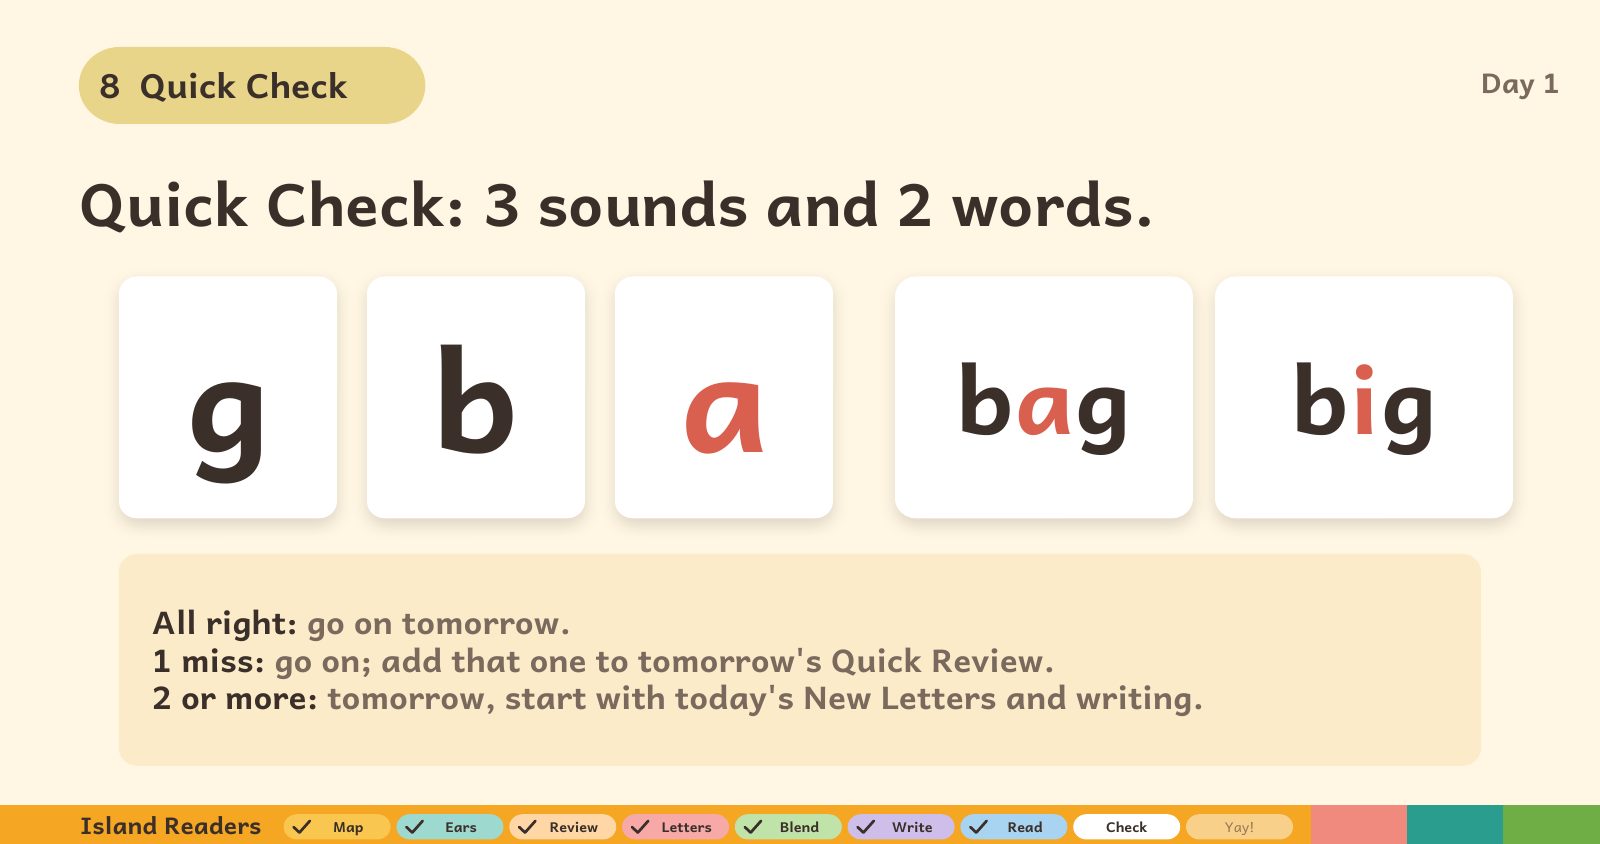 8 Quick Check
Day 1
Quick Check: 3 sounds and 2 words.
g b a bag big
All right: go on tomorrow.
1 miss: go on; add that one to tomorrow's Quick Review.
2 or more: tomorrow, start with today's New Letters and writing.
Island Readers Map Ears Review Letters Blend Write Read Check Yay!